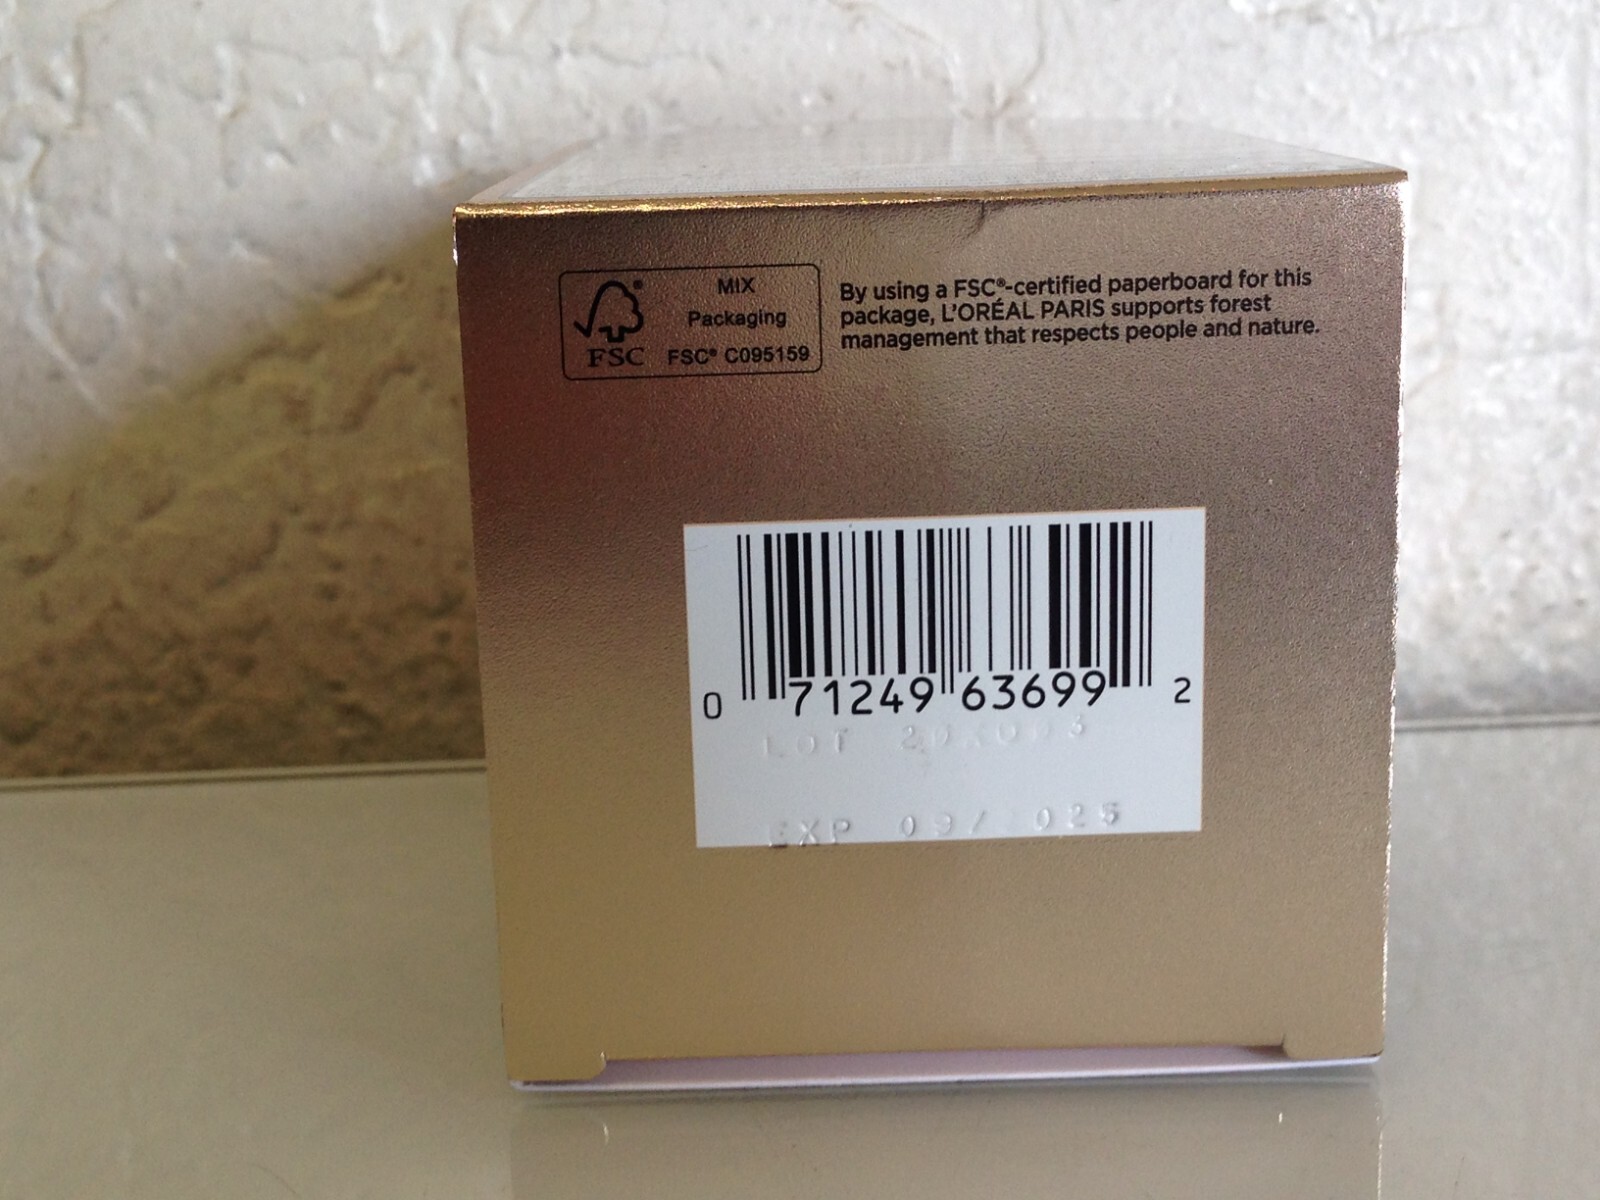 MIX
Packaging
FSC
FSC® C095159
By using a FSC®-certified paperboard for this
package, L'ORÉAL PARIS supports forest
management that respects people and nature.
0 71249 63699 2
LOT
EXP 09/ 025